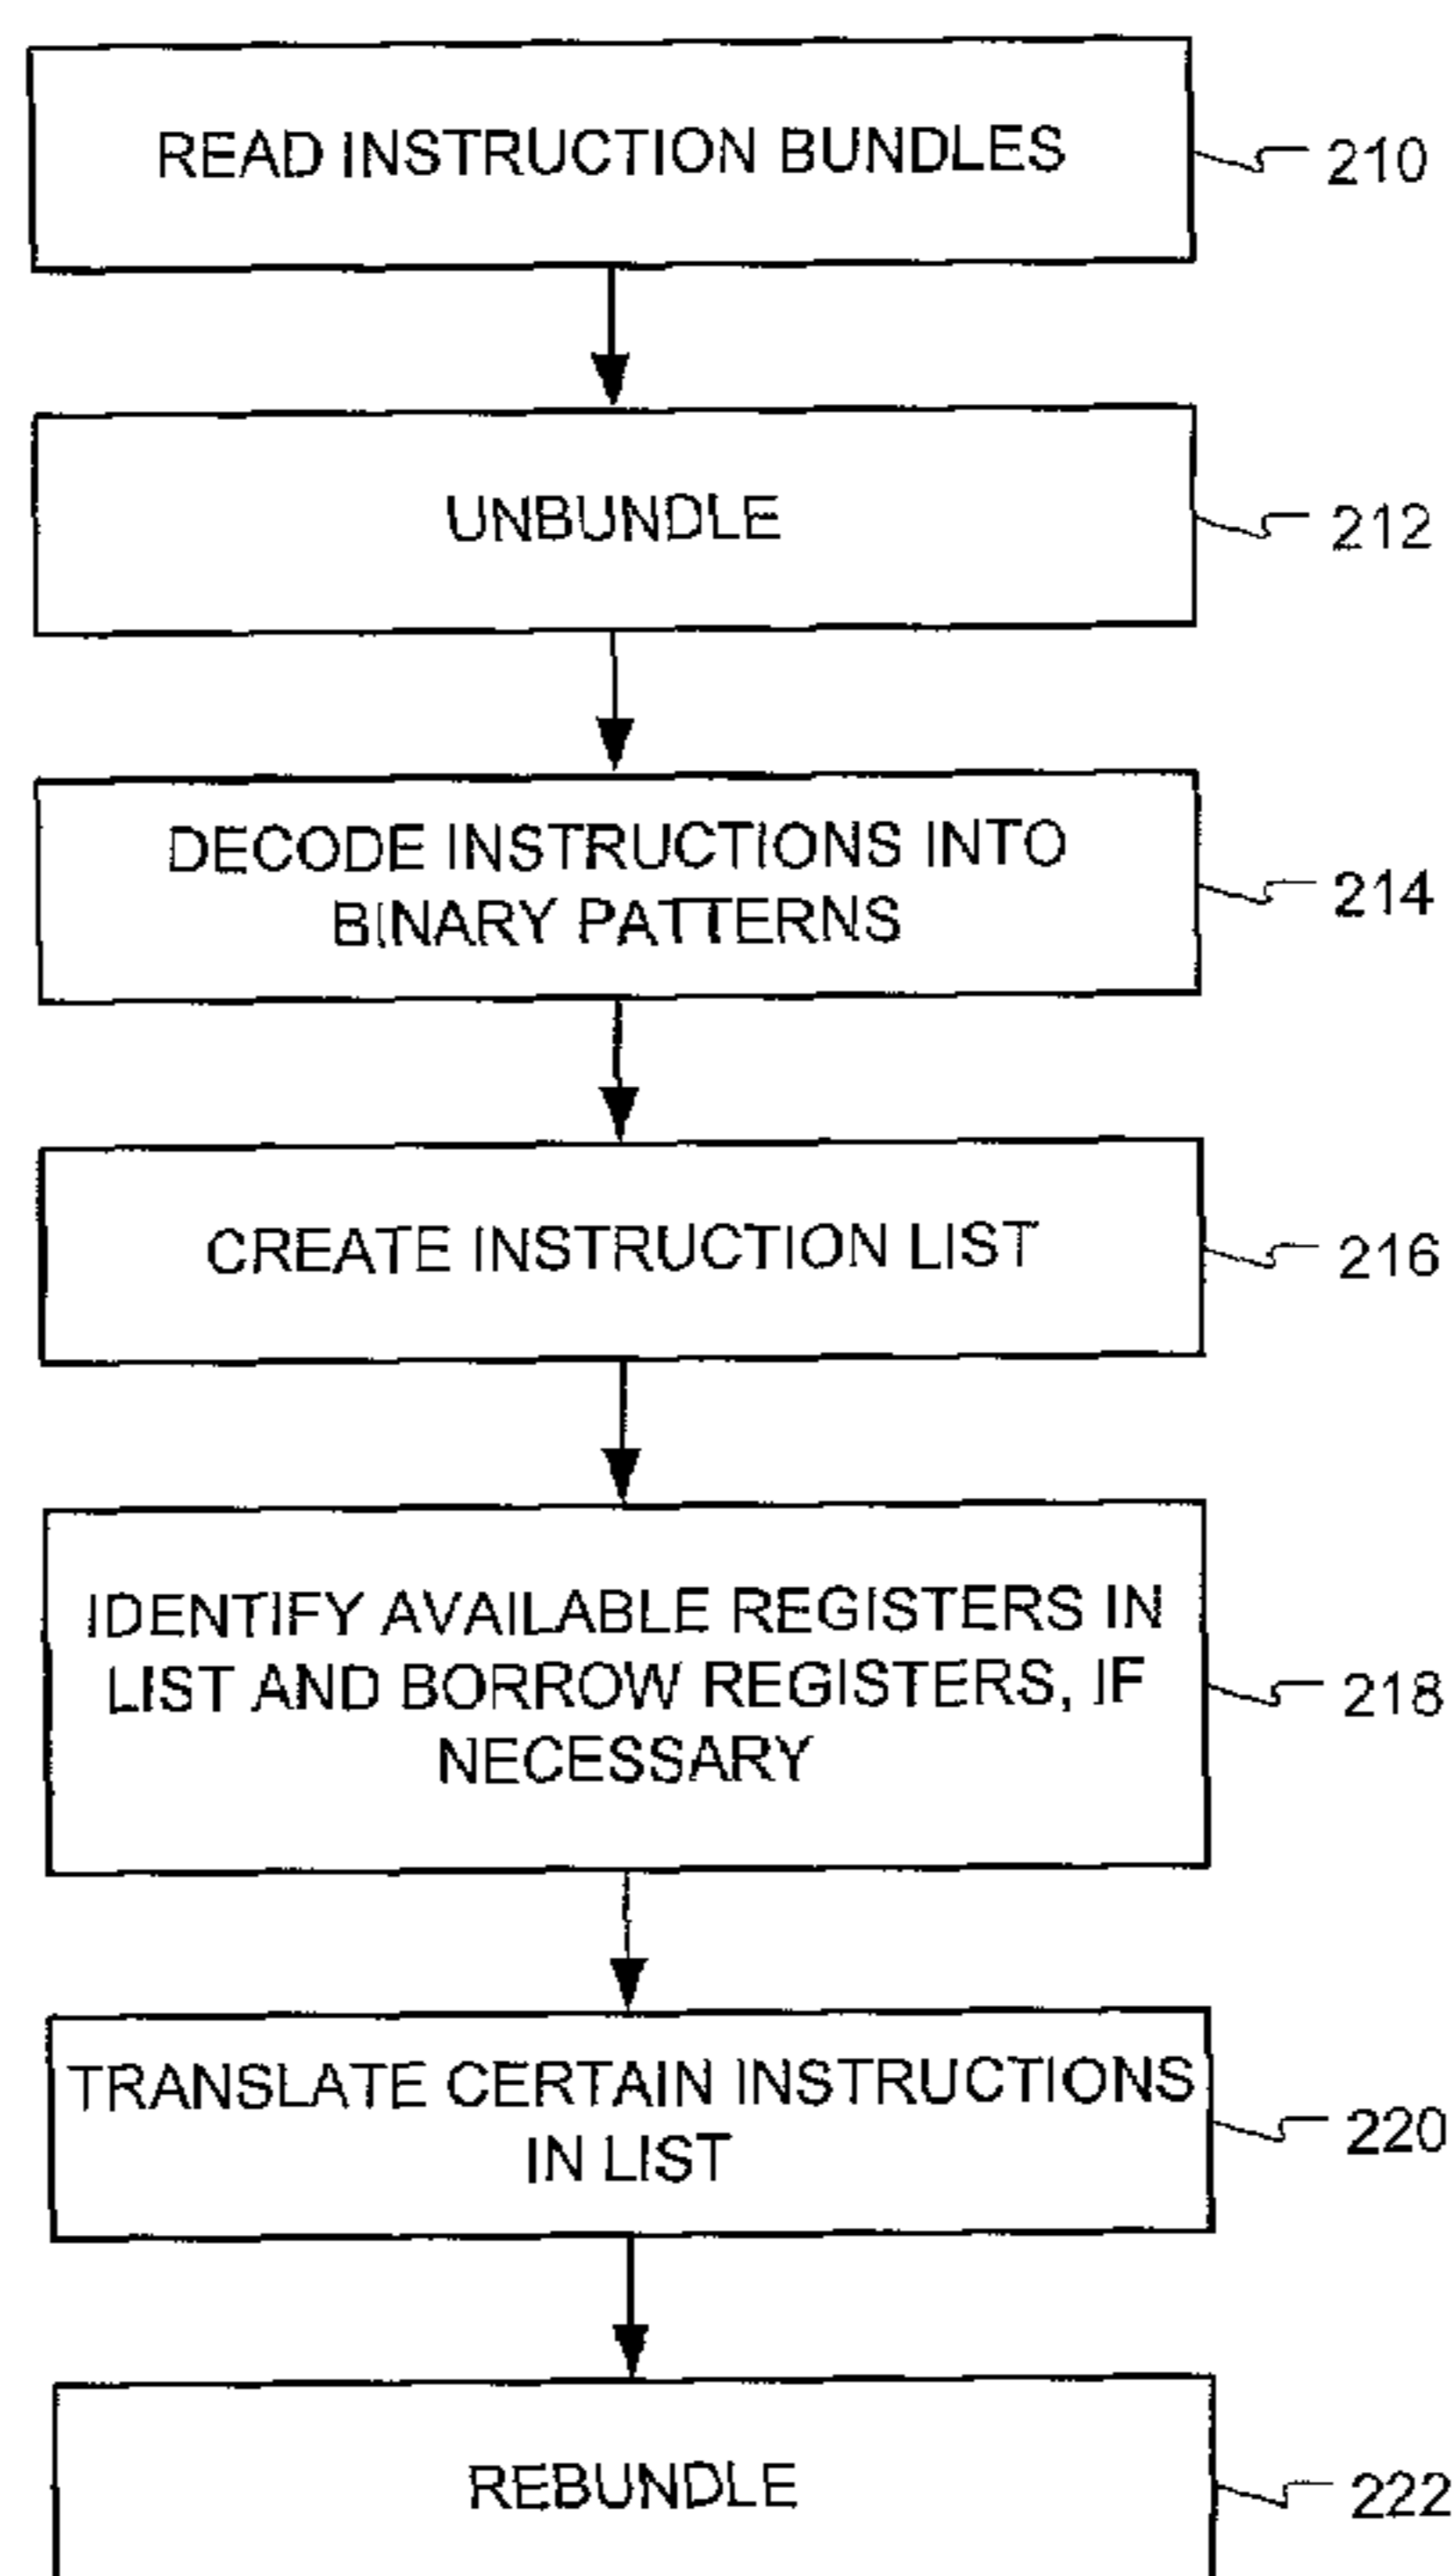 READ INSTRUCTION BUNDLES
210
UNBUNDLE
212
DECODE INSTRUCTIONS INTO
BINARY PATTERNS
214
CREATE INSTRUCTION LIST
216
IDENTIFY AVAILABLE REGISTERS IN
LIST AND BORROW REGISTERS, IF
NECESSARY
218
TRANSLATE CERTAIN INSTRUCTIONS
IN LIST
220
REBUNDLE
222